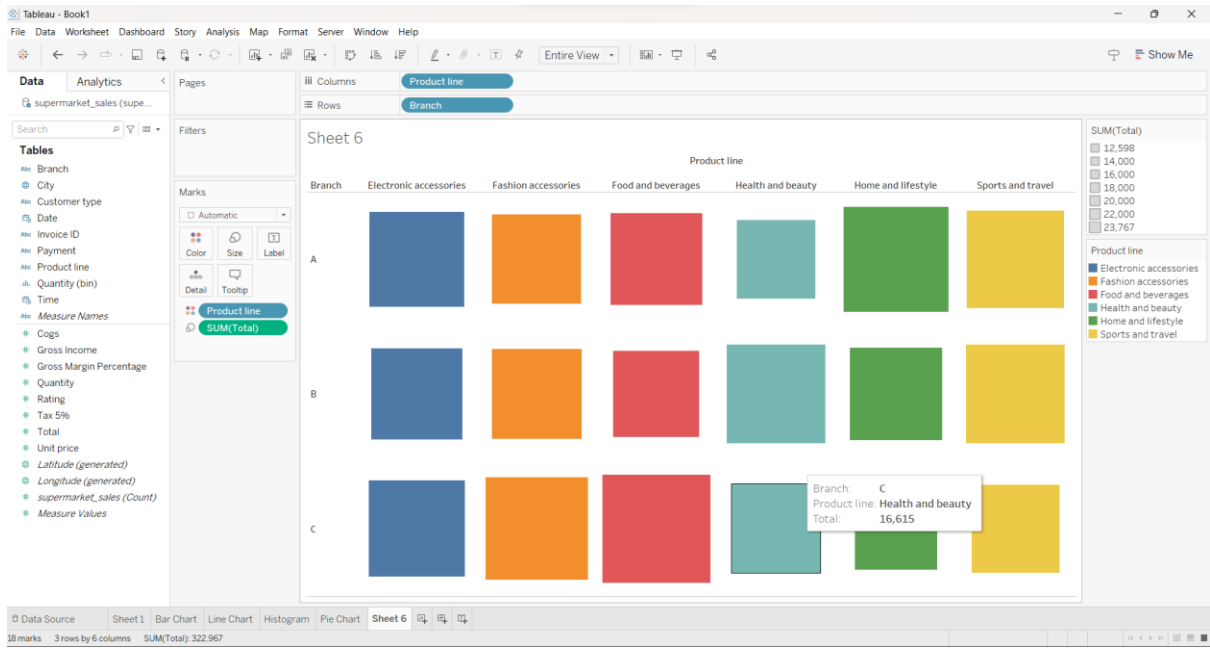 Tableau - Book1
File Data Worksheet Dashboard Story Analysis Map Format Server Window Help
Entire View
Show Me
Data
Analytics
supermarket_sales (supe...
Search
Tables
Abc Branch
City
Abc Customer type
Date
Abc Invoice ID
Abc Payment
Abc Product line
Quantity (bin)
Time
Abc Measure Names
# Cogs
# Gross Income
# Gross Margin Percentage
# Quantity
# Rating
# Tax 5%
# Total
# Unit price
Latitude (generated)
Longitude (generated)
# supermarket_sales (Count)
# Measure Values
Pages
Filters
Marks
Automatic
Color
Size
Label
Detail
Tooltip
Product line
SUM(Total)
Columns
Product line
Rows
Branch
Sheet 6
Product line
Branch Electronic accessories Fashion accessories Food and beverages Health and beauty Home and lifestyle Sports and travel
A
B
C
Branch: C
Product line: Health and beauty
Total: 16,615
SUM(Total)
12,598
14,000
16,000
18,000
20,000
22,000
23,767
Product line
Electronic accessories
Fashion accessories
Food and beverages
Health and beauty
Home and lifestyle
Sports and travel
Data Source Sheet 1 Bar Chart Line Chart Histogram Pie Chart Sheet 6
18 marks 3 rows by 6 columns SUM(Total): 322,967